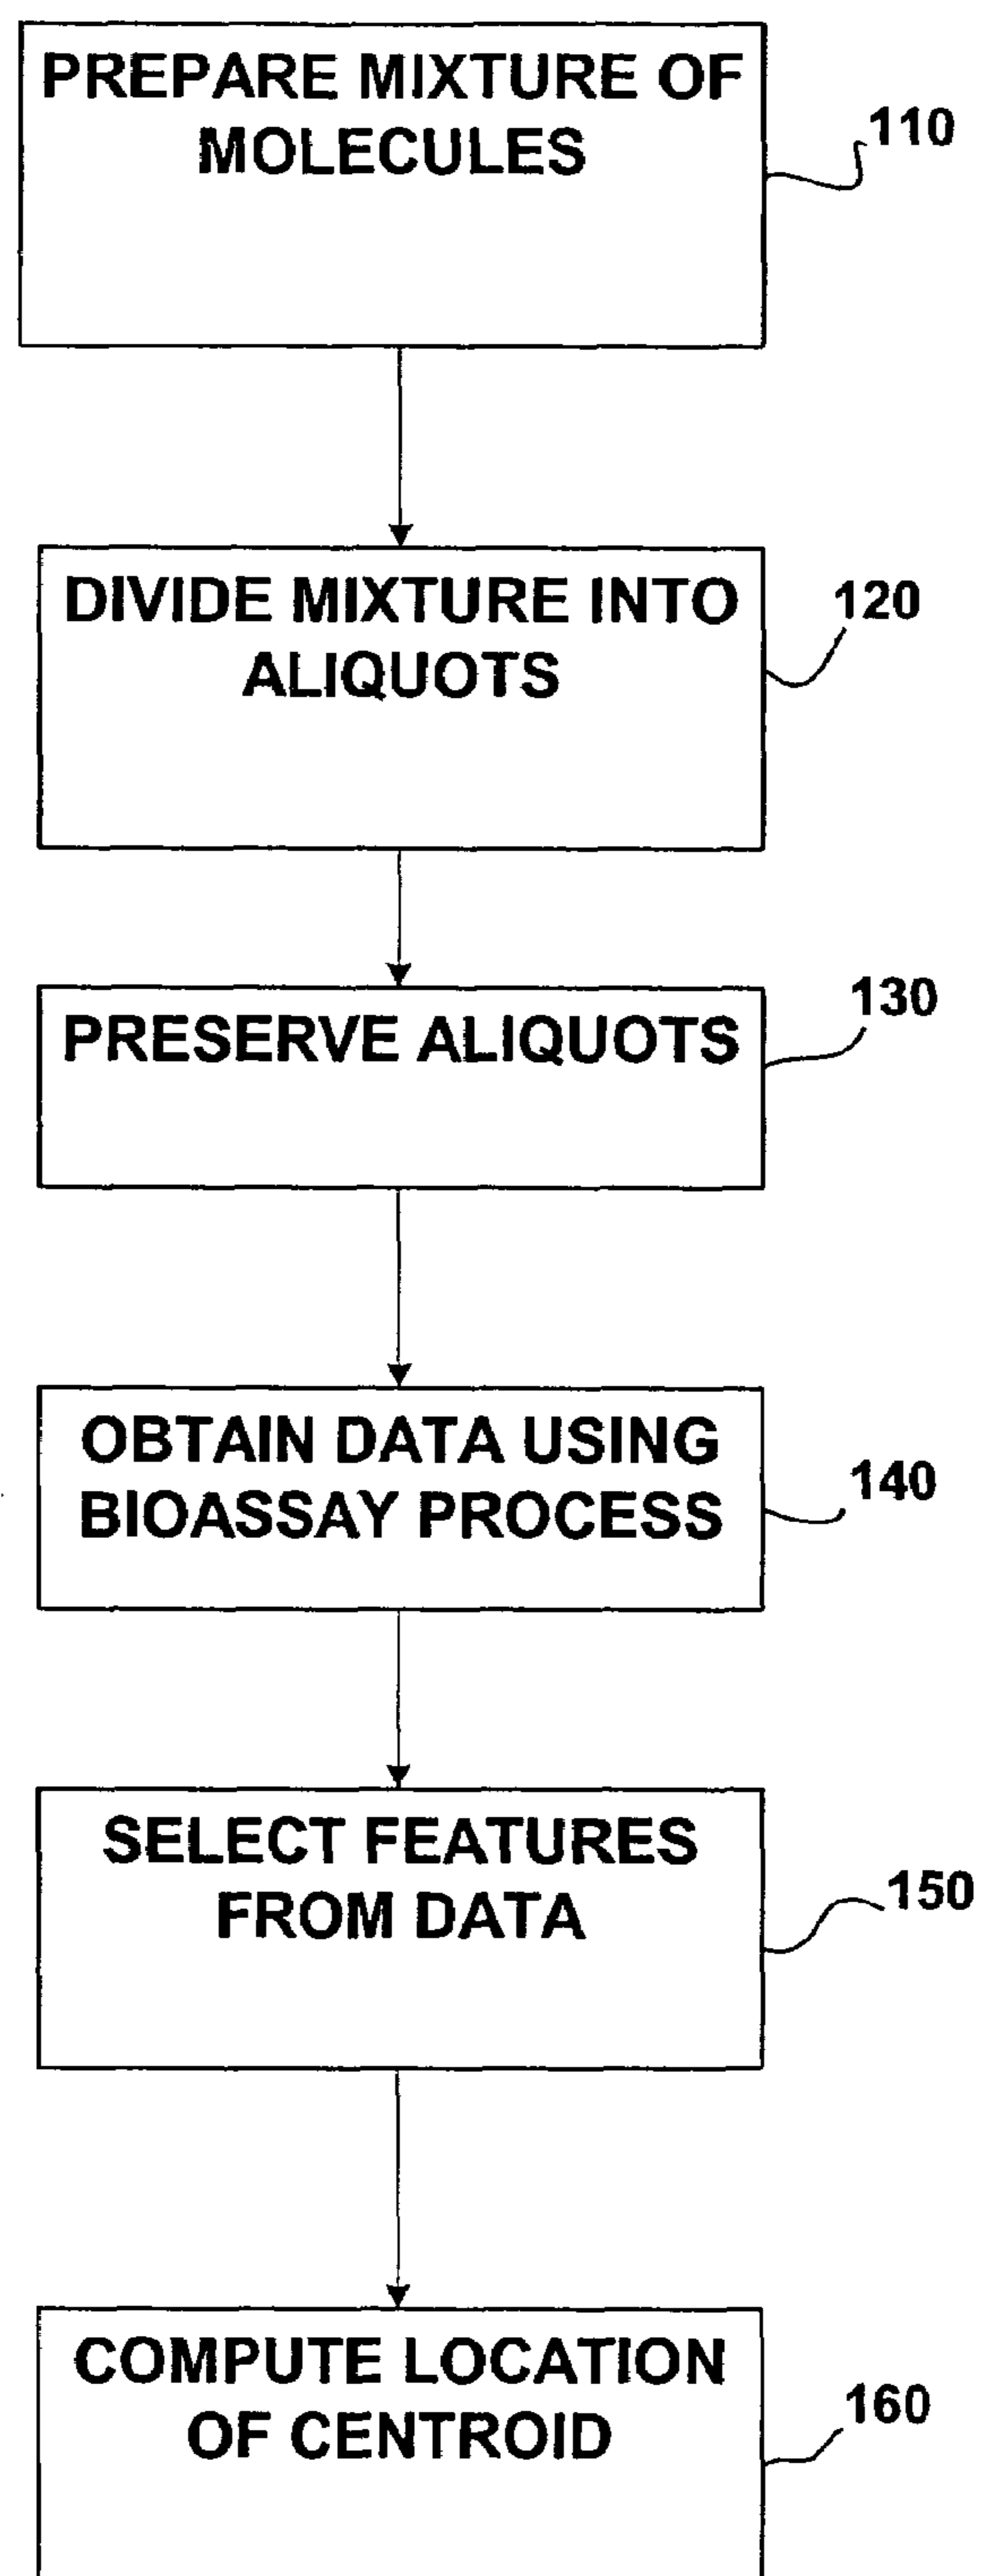 PREPARE MIXTURE OF
MOLECULES
110
DIVIDE MIXTURE INTO
ALIQUOTS
120
PRESERVE ALIQUOTS
130
OBTAIN DATA USING
BIOASSAY PROCESS
140
SELECT FEATURES
FROM DATA
150
COMPUTE LOCATION
OF CENTROID
160